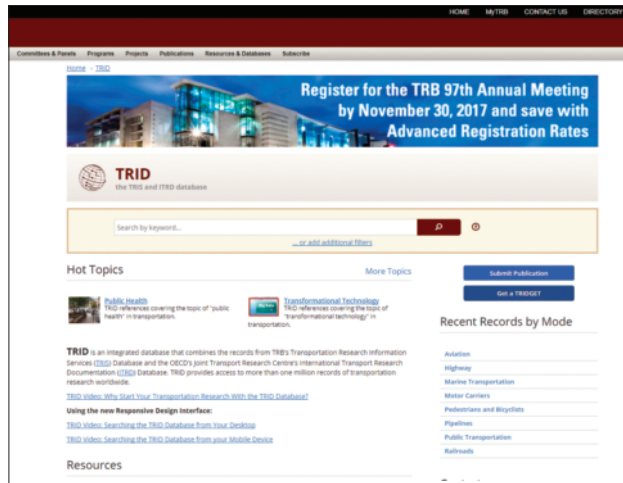 HOME MyTRB CONTACT US DIRECTORY
Committees & Panels Programs Projects Publications Resources & Databases Subscribe
Home › TRID
Register for the TRB 97th Annual Meeting
by November 30, 2017 and save with
Advanced Registration Rates
TRID
the TRIS and ITRD database
Search by keyword...
... or add additional filters
Hot Topics
More Topics
Public Health
TRID references covering the topic of "public
health" in transportation.
Transformational Technology
TRID references covering the topic of
"transformational technology" in
transportation.
TRID is an integrated database that combines the records from TRB's Transportation Research Information
Services (TRIS) Database and the OECD's Joint Transport Research Centre's International Transport Research
Documentation (ITRD) Database. TRID provides access to more than one million records of transportation
research worldwide.
TRID Video: Why Start Your Transportation Research With the TRID Database?
Using the new Responsive Design Interface:
TRID Video: Searching the TRID Database from Your Desktop
TRID Video: Searching the TRID Database from your Mobile Device
Resources
Submit Publication
Get a TRIDGET
Recent Records by Mode
Aviation
Highway
Marine Transportation
Motor Carriers
Pedestrians and Bicyclists
Pipelines
Public Transportation
Railroads